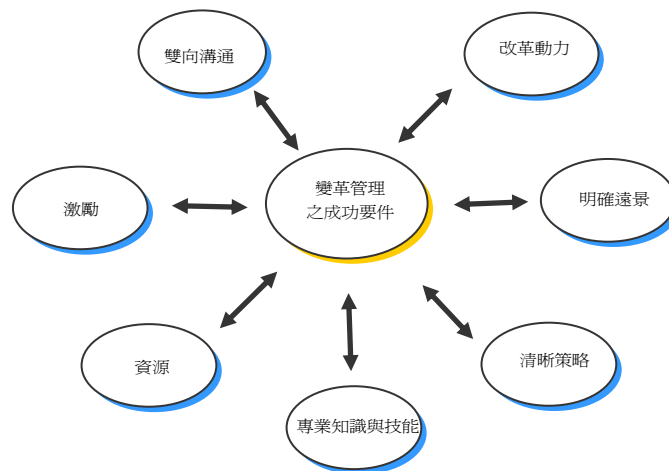 雙向溝通
改革動力
變革管理
之成功要件
激勵
明確遠景
資源
清晰策略
專業知識與技能